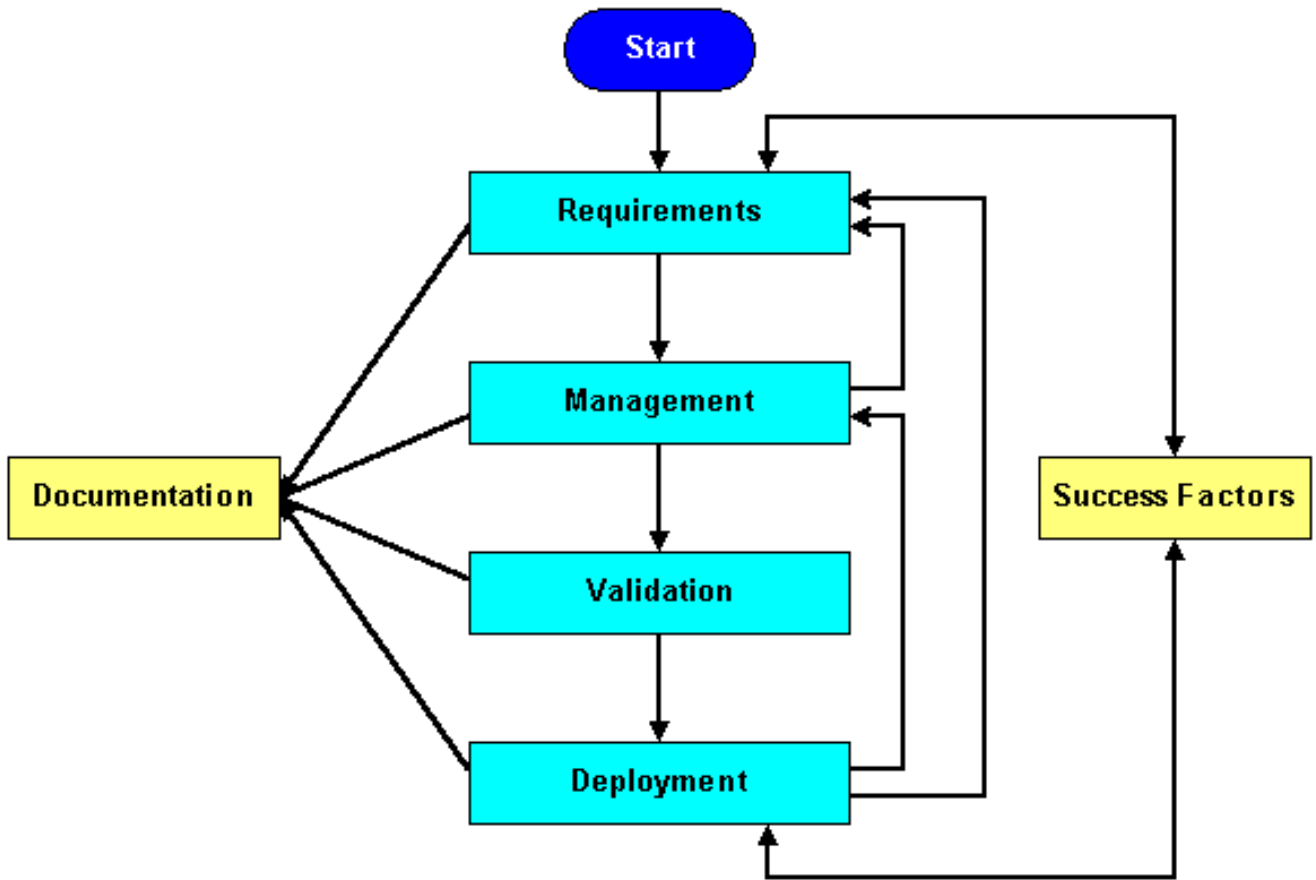 Start
Requirements
Management
Documentation
Success Factors
Validation
Deployment